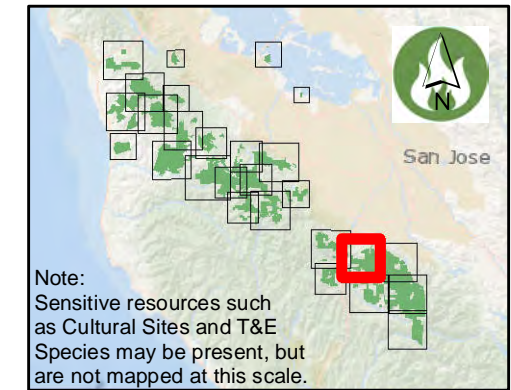 N
San Jose
Note:
Sensitive resources such
as Cultural Sites and T&E
Species may be present, but
are not mapped at this scale.